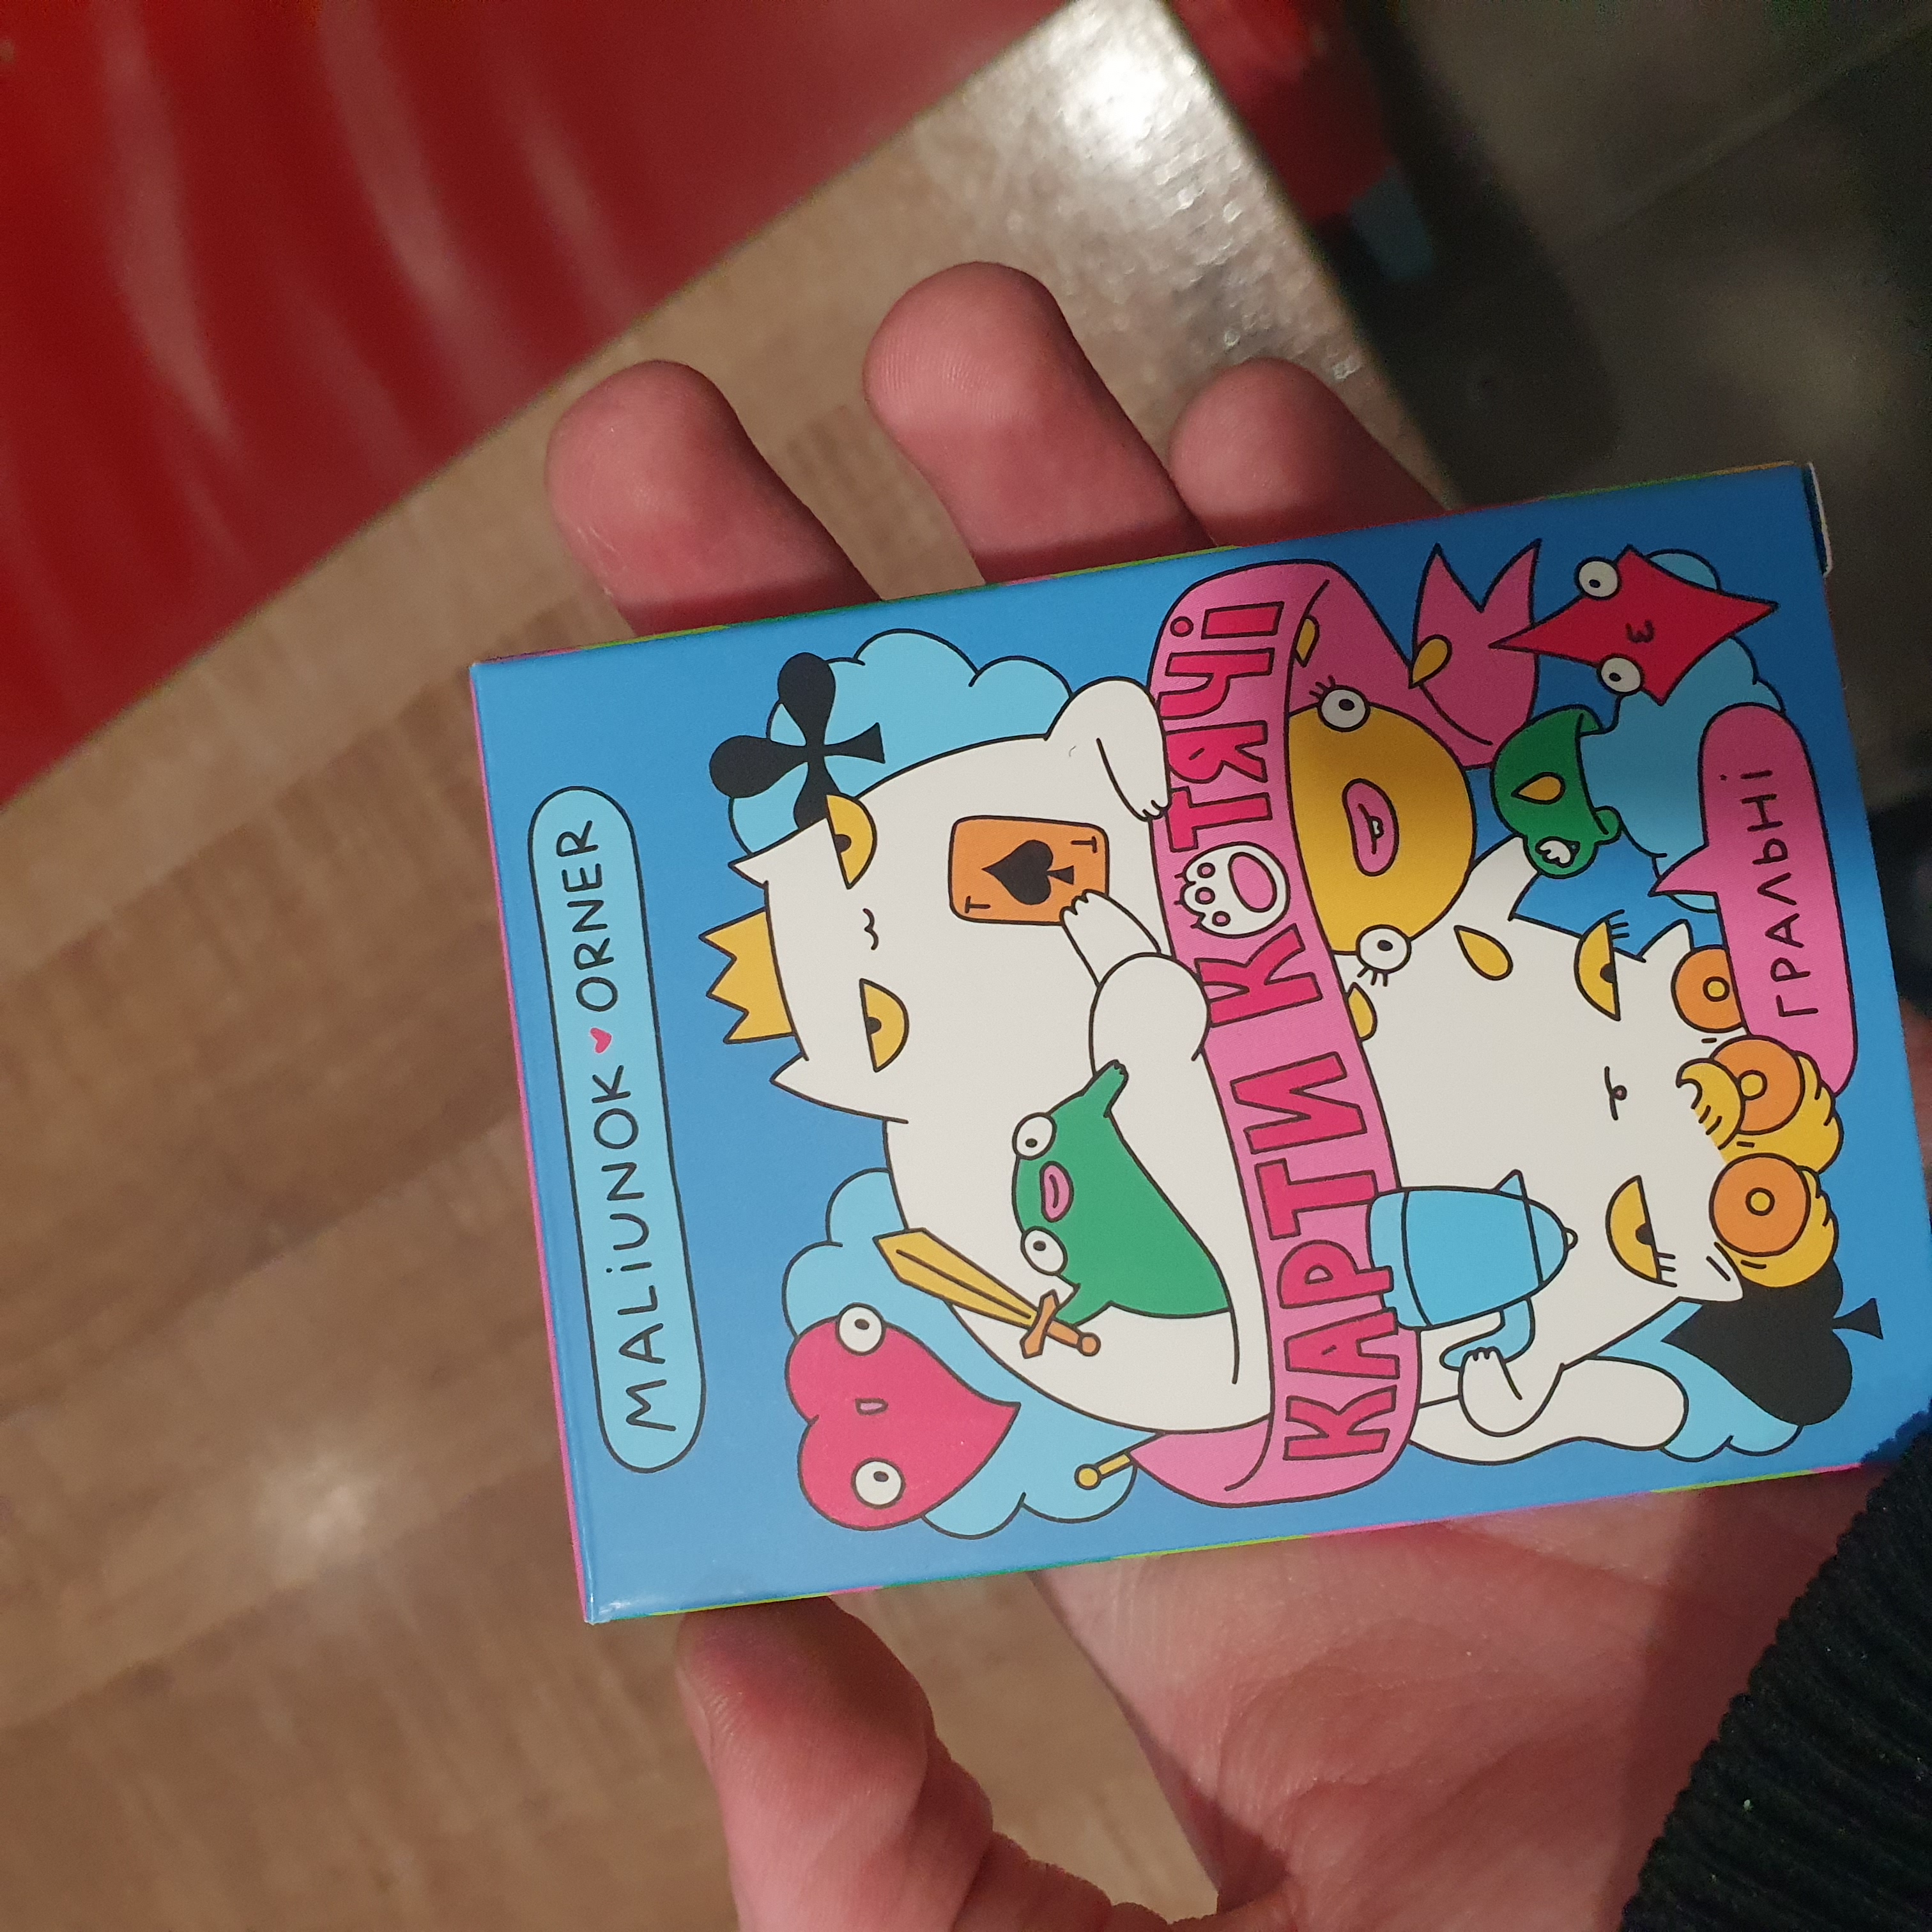 MALiUNOK ♥ ORNER
Т
Т
КАРТИ КОТЯЧІ
ГРАЛЬНІ